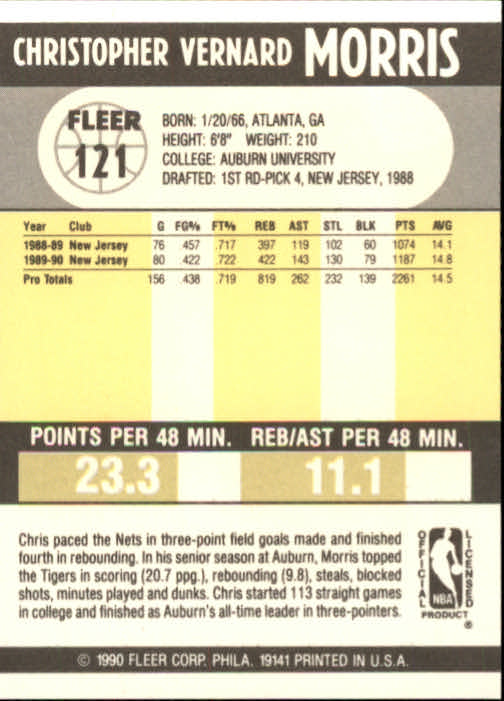 CHRISTOPHER VERNARD MORRIS
FLEER
121
BORN: 1/20/66, ATLANTA, GA
HEIGHT: 6'8" WEIGHT: 210
COLLEGE: AUBURN UNIVERSITY
DRAFTED: 1ST RD-PICK 4, NEW JERSEY, 1988
Year Club G FG% FT% REB AST STL BLK PTS AVG
1988-89 New Jersey 76 457 .717 397 119 102 60 1074 14.1
1989-90 New Jersey 80 422 .722 422 143 130 79 1187 14.8
Pro Totals 156 438 .719 819 262 232 139 2261 14.5
POINTS PER 48 MIN. REB/AST PER 48 MIN.
23.3 11.1
Chris paced the Nets in three-point field goals made and finished
fourth in rebounding. In his senior season at Auburn, Morris topped
the Tigers in scoring (20.7 ppg.), rebounding (9.8), steals, blocked
shots, minutes played and dunks. Chris started 113 straight games
in college and finished as Auburn's all-time leader in three-pointers.
OFFICIAL
LICENSED
NBA
PRODUCT
®
© 1990 FLEER CORP. PHILA. 19141 PRINTED IN U.S.A.